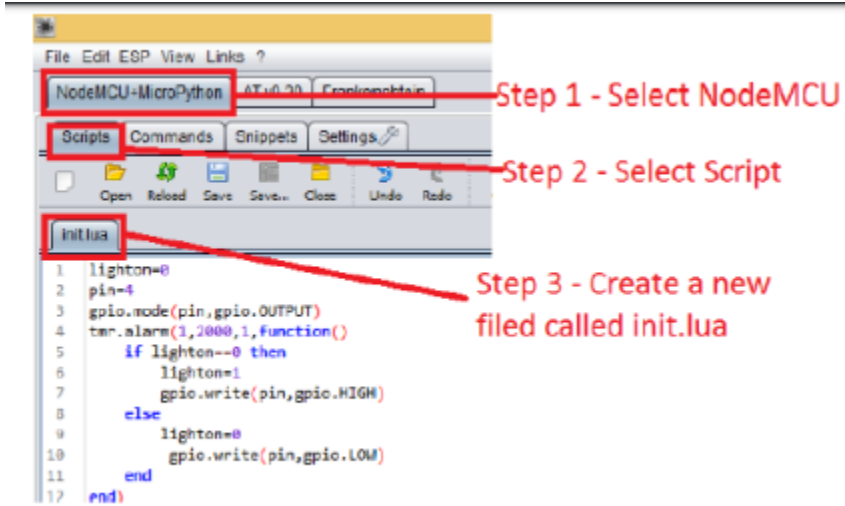 File Edit ESP View Links ?
NodeMCU+MicroPython AT v0.20 Frankenshtein
Step 1 - Select NodeMCU
Scripts Commands Snippets Settings
Step 2 - Select Script
Open Reload Save Save... Close Undo Redo
init.lua
Step 3 - Create a new
filed called init.lua
1 lighton=0
2 pin=4
3 gpio.mode(pin,gpio.OUTPUT)
4 tmr.alarm(1,2000,1,function()
5 if lighton==0 then
6 lighton=1
7 gpio.write(pin,gpio.HIGH)
8 else
9 lighton=0
10 gpio.write(pin,gpio.LOW)
11 end
12 end)